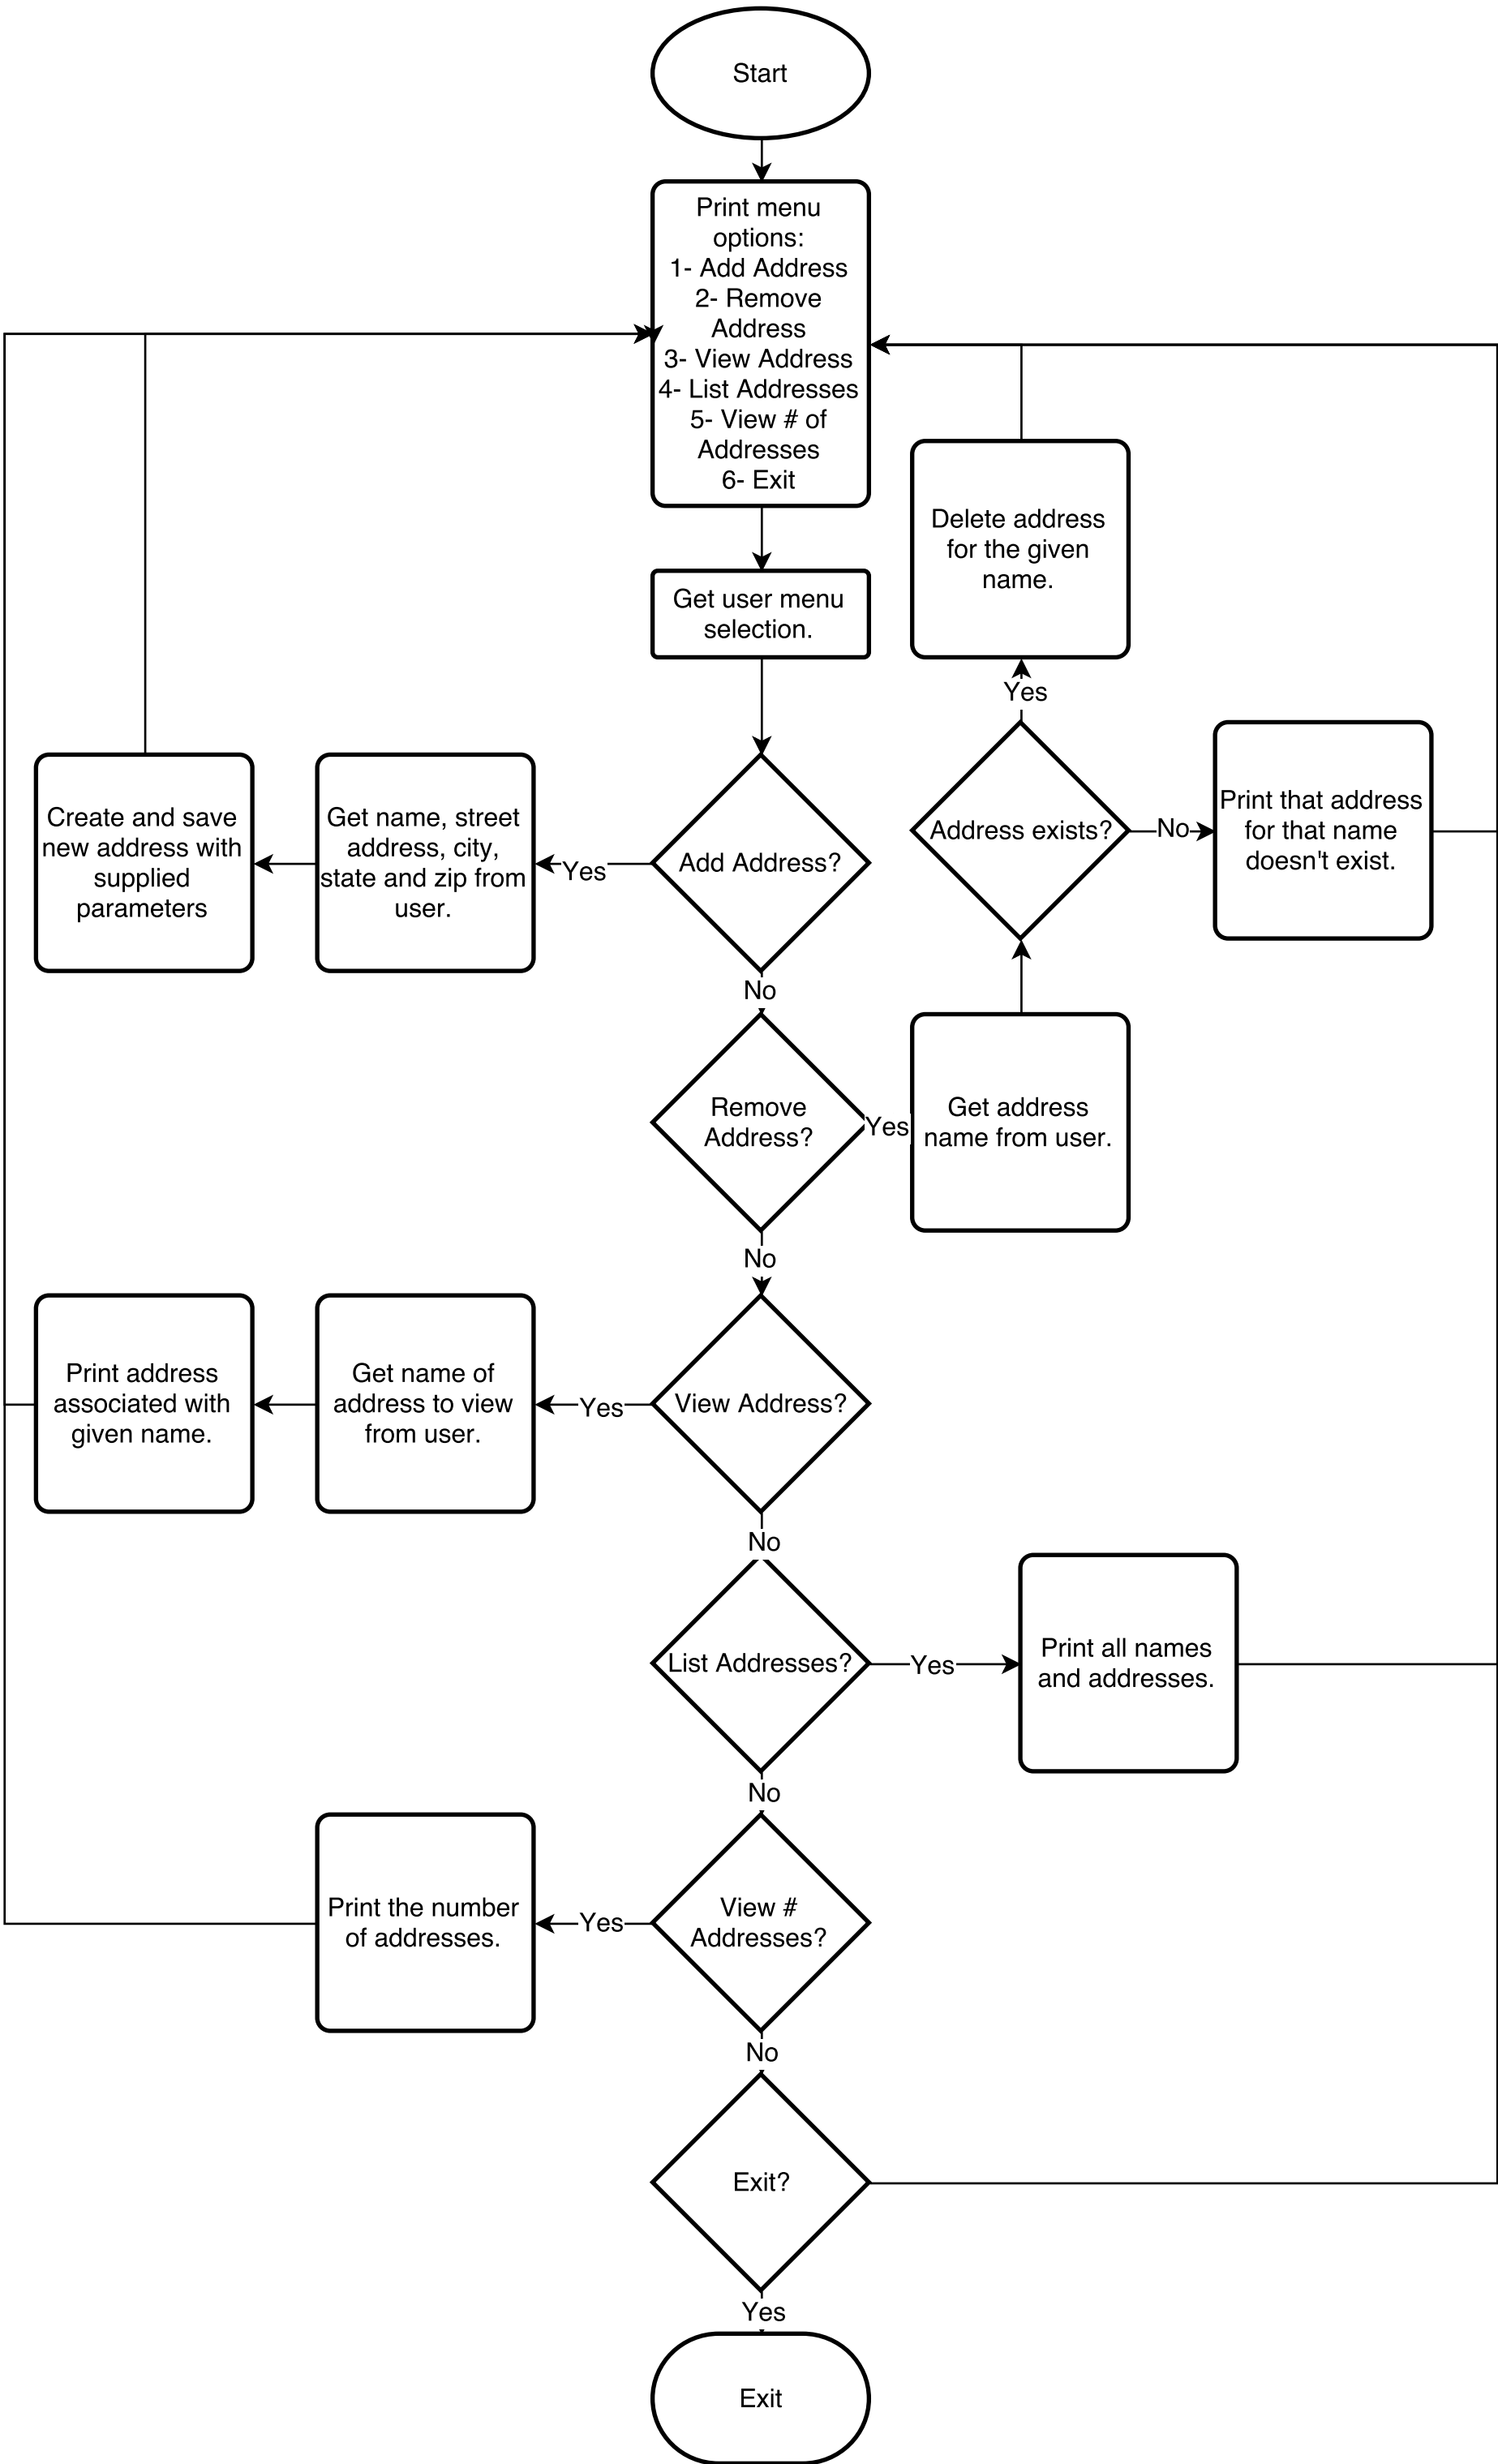 Start
Print menu
options:
1- Add Address
2- Remove
Address
3- View Address
4- List Addresses
5- View # of
Addresses
6- Exit
Delete address
for the given
name.
Get user menu
selection.
Yes
Create and save
new address with
supplied
parameters
Get name, street
address, city,
state and zip from
user.
Yes
Add Address?
Address exists?
No
Print that address
for that name
doesn't exist.
No
Remove
Address?
Yes
Get address
name from user.
No
Print address
associated with
given name.
Get name of
address to view
from user.
Yes
View Address?
No
List Addresses?
Yes
Print all names
and addresses.
No
Print the number
of addresses.
Yes
View #
Addresses?
No
Exit?
Yes
Exit